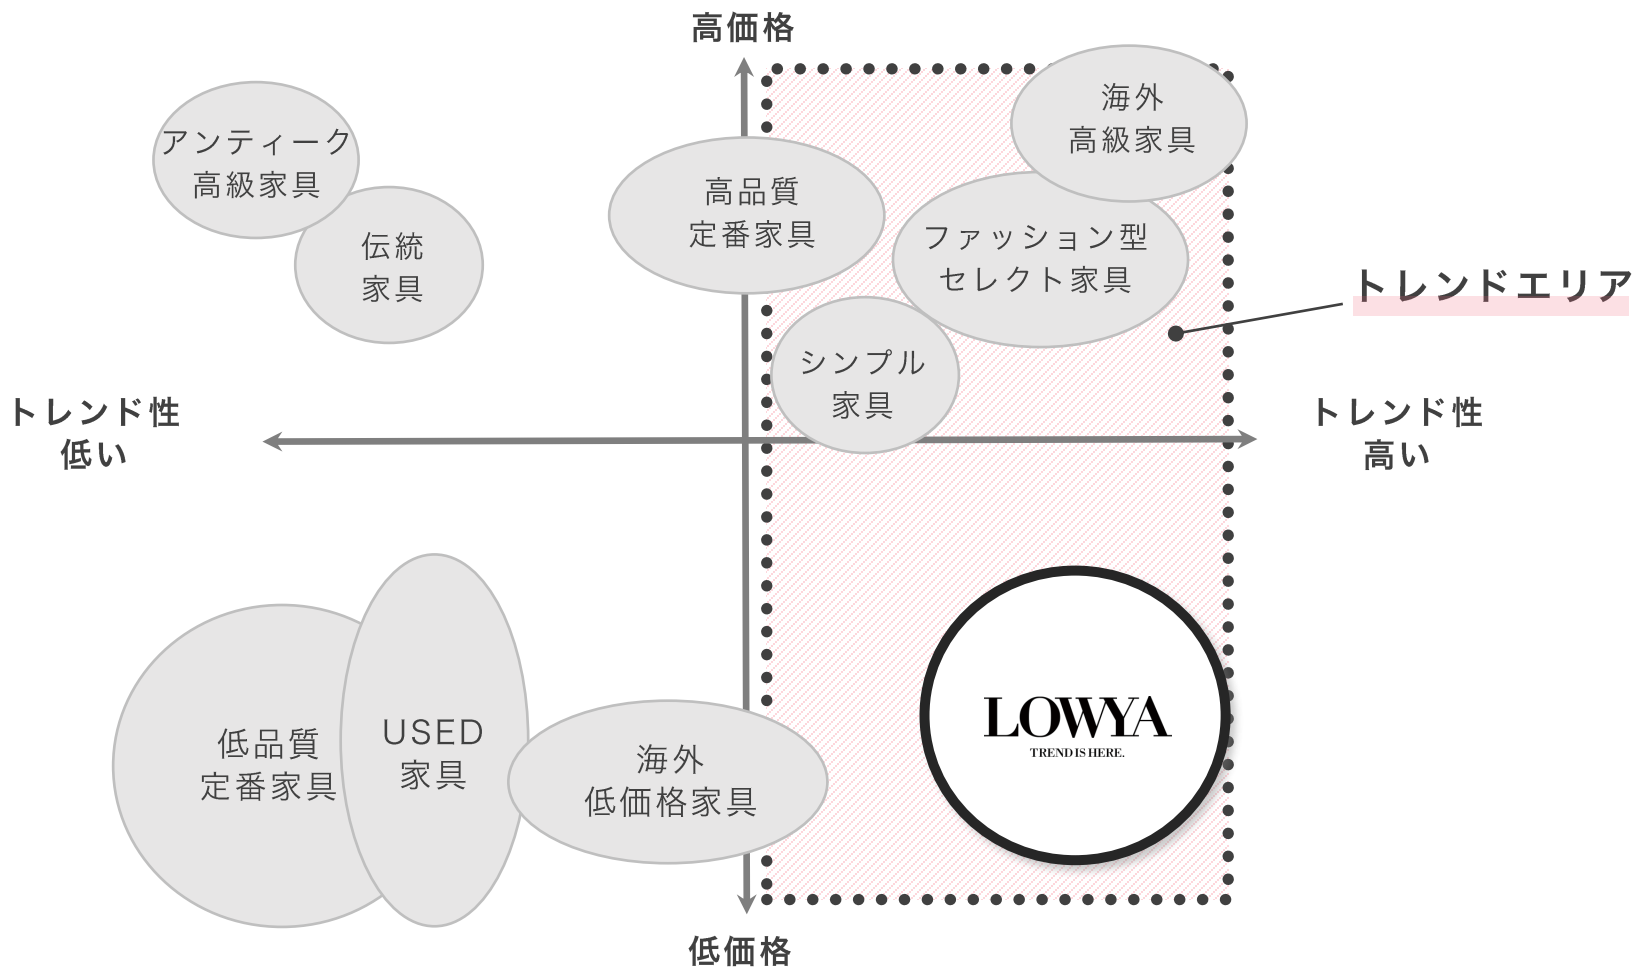 高価格
海外
高級家具
アンティーク
高級家具
高品質
定番家具
伝統
家具
ファッション型
セレクト家具
トレンドエリア
シンプル
家具
トレンド性
低い
トレンド性
高い
低品質
定番家具
USED
家具
海外
低価格家具
LOWYA
TREND IS HERE.
低価格